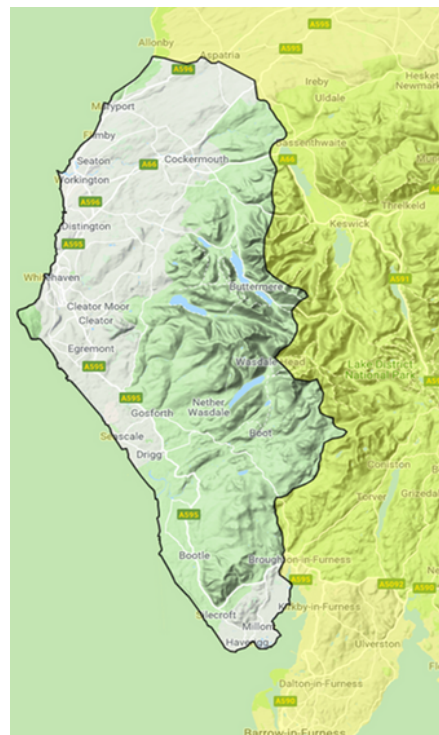 Allonby
Aspatria
A596
A595
Ireby
Hesket
Newmark
Uldale
Maryport
Flimby
Bassenthwaite
Seaton
A66
Cockermouth
A66
Workington
Threlkeld
A596
Keswick
Distington
A595
A591
Whitehaven
Buttermere
Cleator Moor
Cleator
Egremont
Wasdale Head
Lake District
National Park
A595
A595
Nether
Wasdale
Gosforth
Seascale
Boot
Drigg
Coniston
Torver
Grizeda
A595
Bootle
Broughton-in-Furness
A595
A5092
A590
Kirkby-in-Furness
Silecroft
Millom
Haverigg
Ulverston
Dalton-in-Furness
A590
Barrow-in-Furness